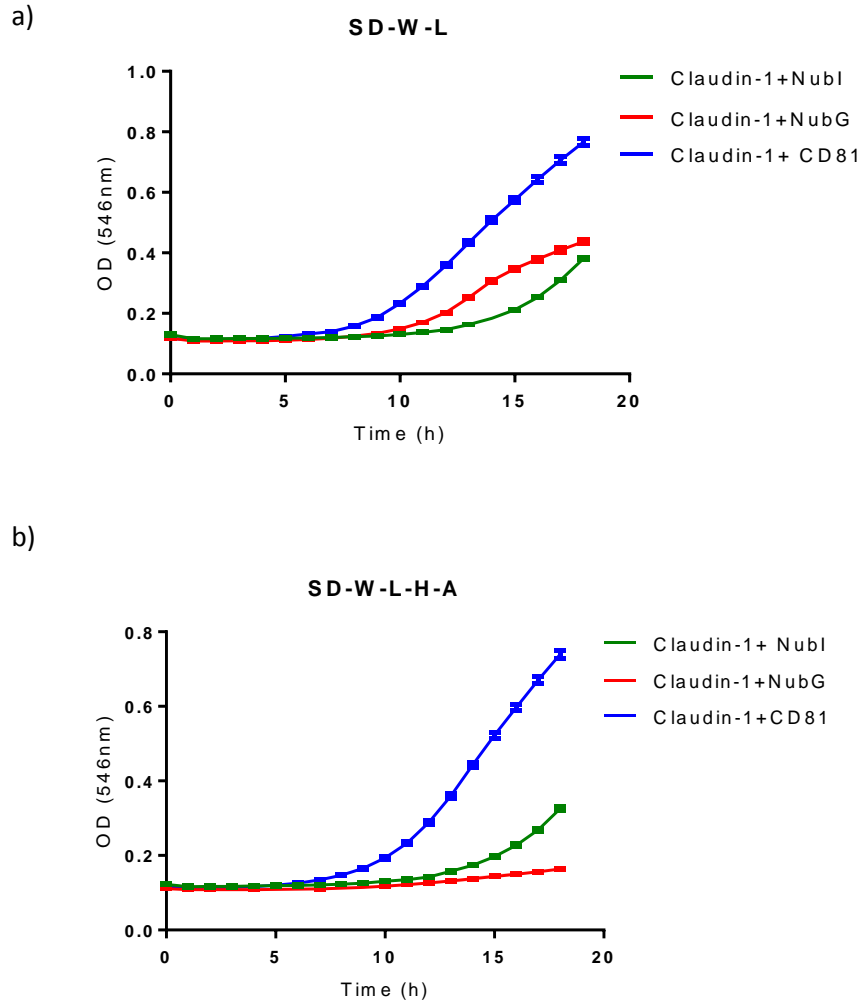 a)
SD-W-L
1.0
0.8
0.6
0.4
0.2
0.0
OD (546nm)
0 5 10 15 20
Time (h)
Claudin-1+NubI
Claudin-1+NubG
Claudin-1+ CD81
b)
SD-W-L-H-A
0.8
0.6
0.4
0.2
0.0
OD (546nm)
0 5 10 15 20
Time (h)
Claudin-1+ NubI
Claudin-1+NubG
Claudin-1+CD81